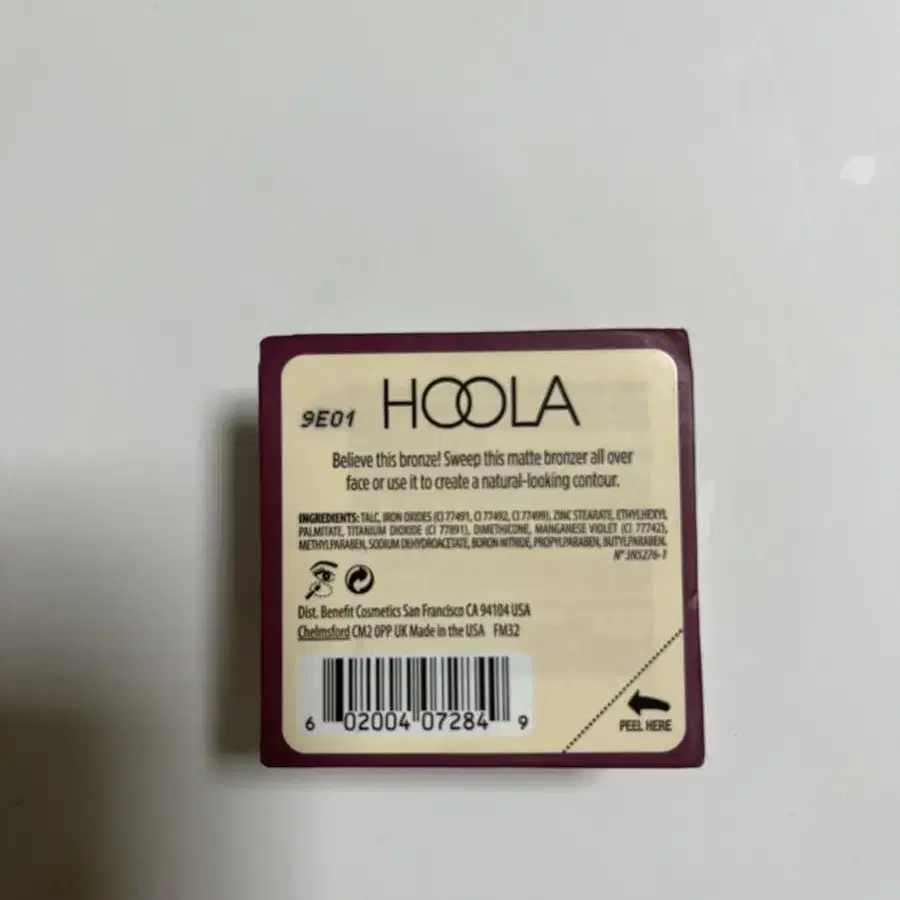 HOOLA
9E01
Believe this bronze! Sweep this matte bronzer all over
face or use it to create a natural-looking contour.
INGREDIENTS: TALC, IRON OXIDES (CI 77491, CI 77492, CI 77499), ZINC STEARATE, ETHYLHEXYL
PALMITATE, TITANIUM DIOXIDE (CI 77891), DIMETHICONE, MANGANESE VIOLET (CI 77742),
METHYLPARABEN, SODIUM DEHYDROACETATE, BORON NITRIDE, PROPYLPARABEN, BUTYLPARABEN.
N° 3N5276-1
Dist. Benefit Cosmetics San Francisco CA 94104 USA
Chelmsford CM2 0PP UK Made in the USA FM32
6 02004 07284 9
PEEL HERE